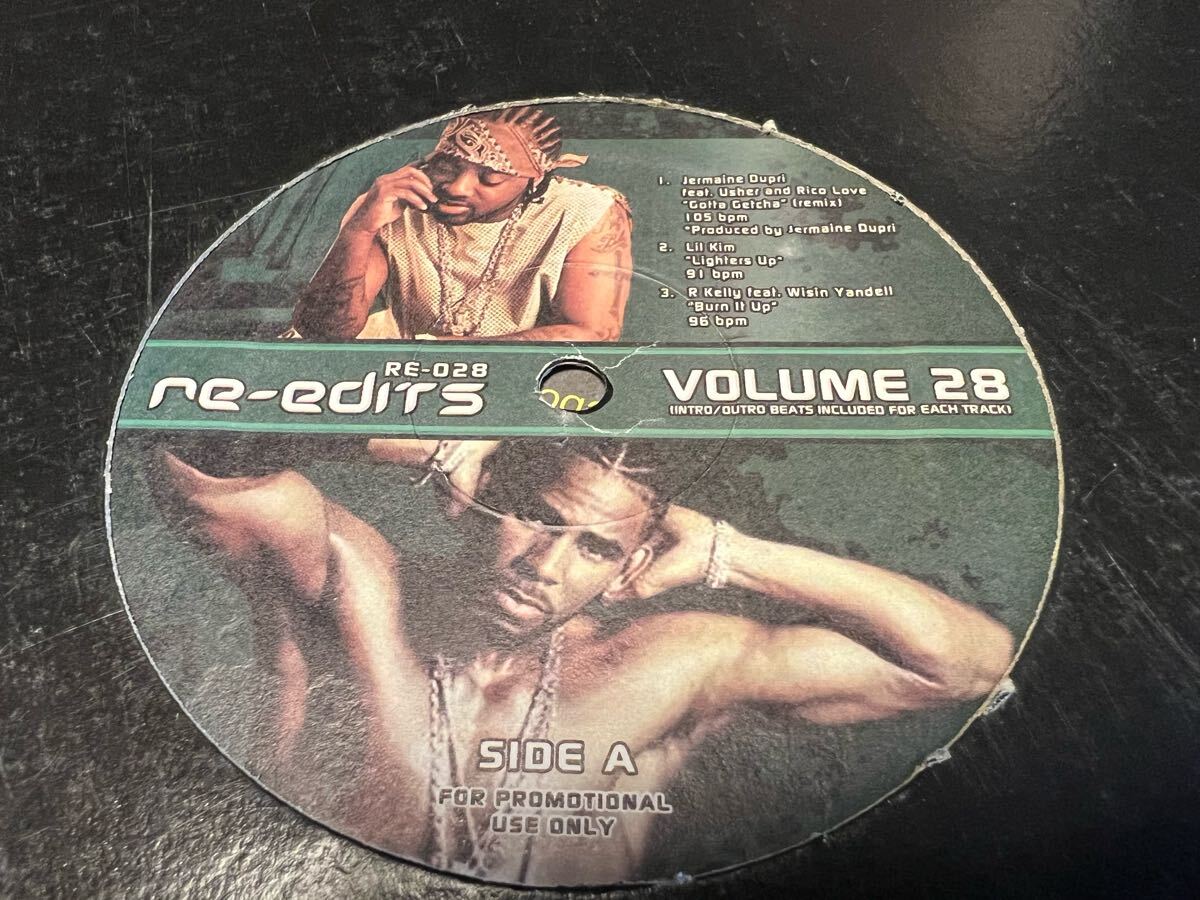 1. Jermaine Dupri
feat. Usher and Rico Love
"Gotta Getcha" (remix)
105 bpm
*Produced by Jermaine Dupri
2. Lil Kim
"Lighters Up"
91 bpm
3. R Kelly feat. Wisin Yandell
"Burn It Up"
96 bpm
RE-028
re-edits
VOLUME 28
(INTRO/OUTRO BEATS INCLUDED FOR EACH TRACK)
SIDE A
FOR PROMOTIONAL
USE ONLY